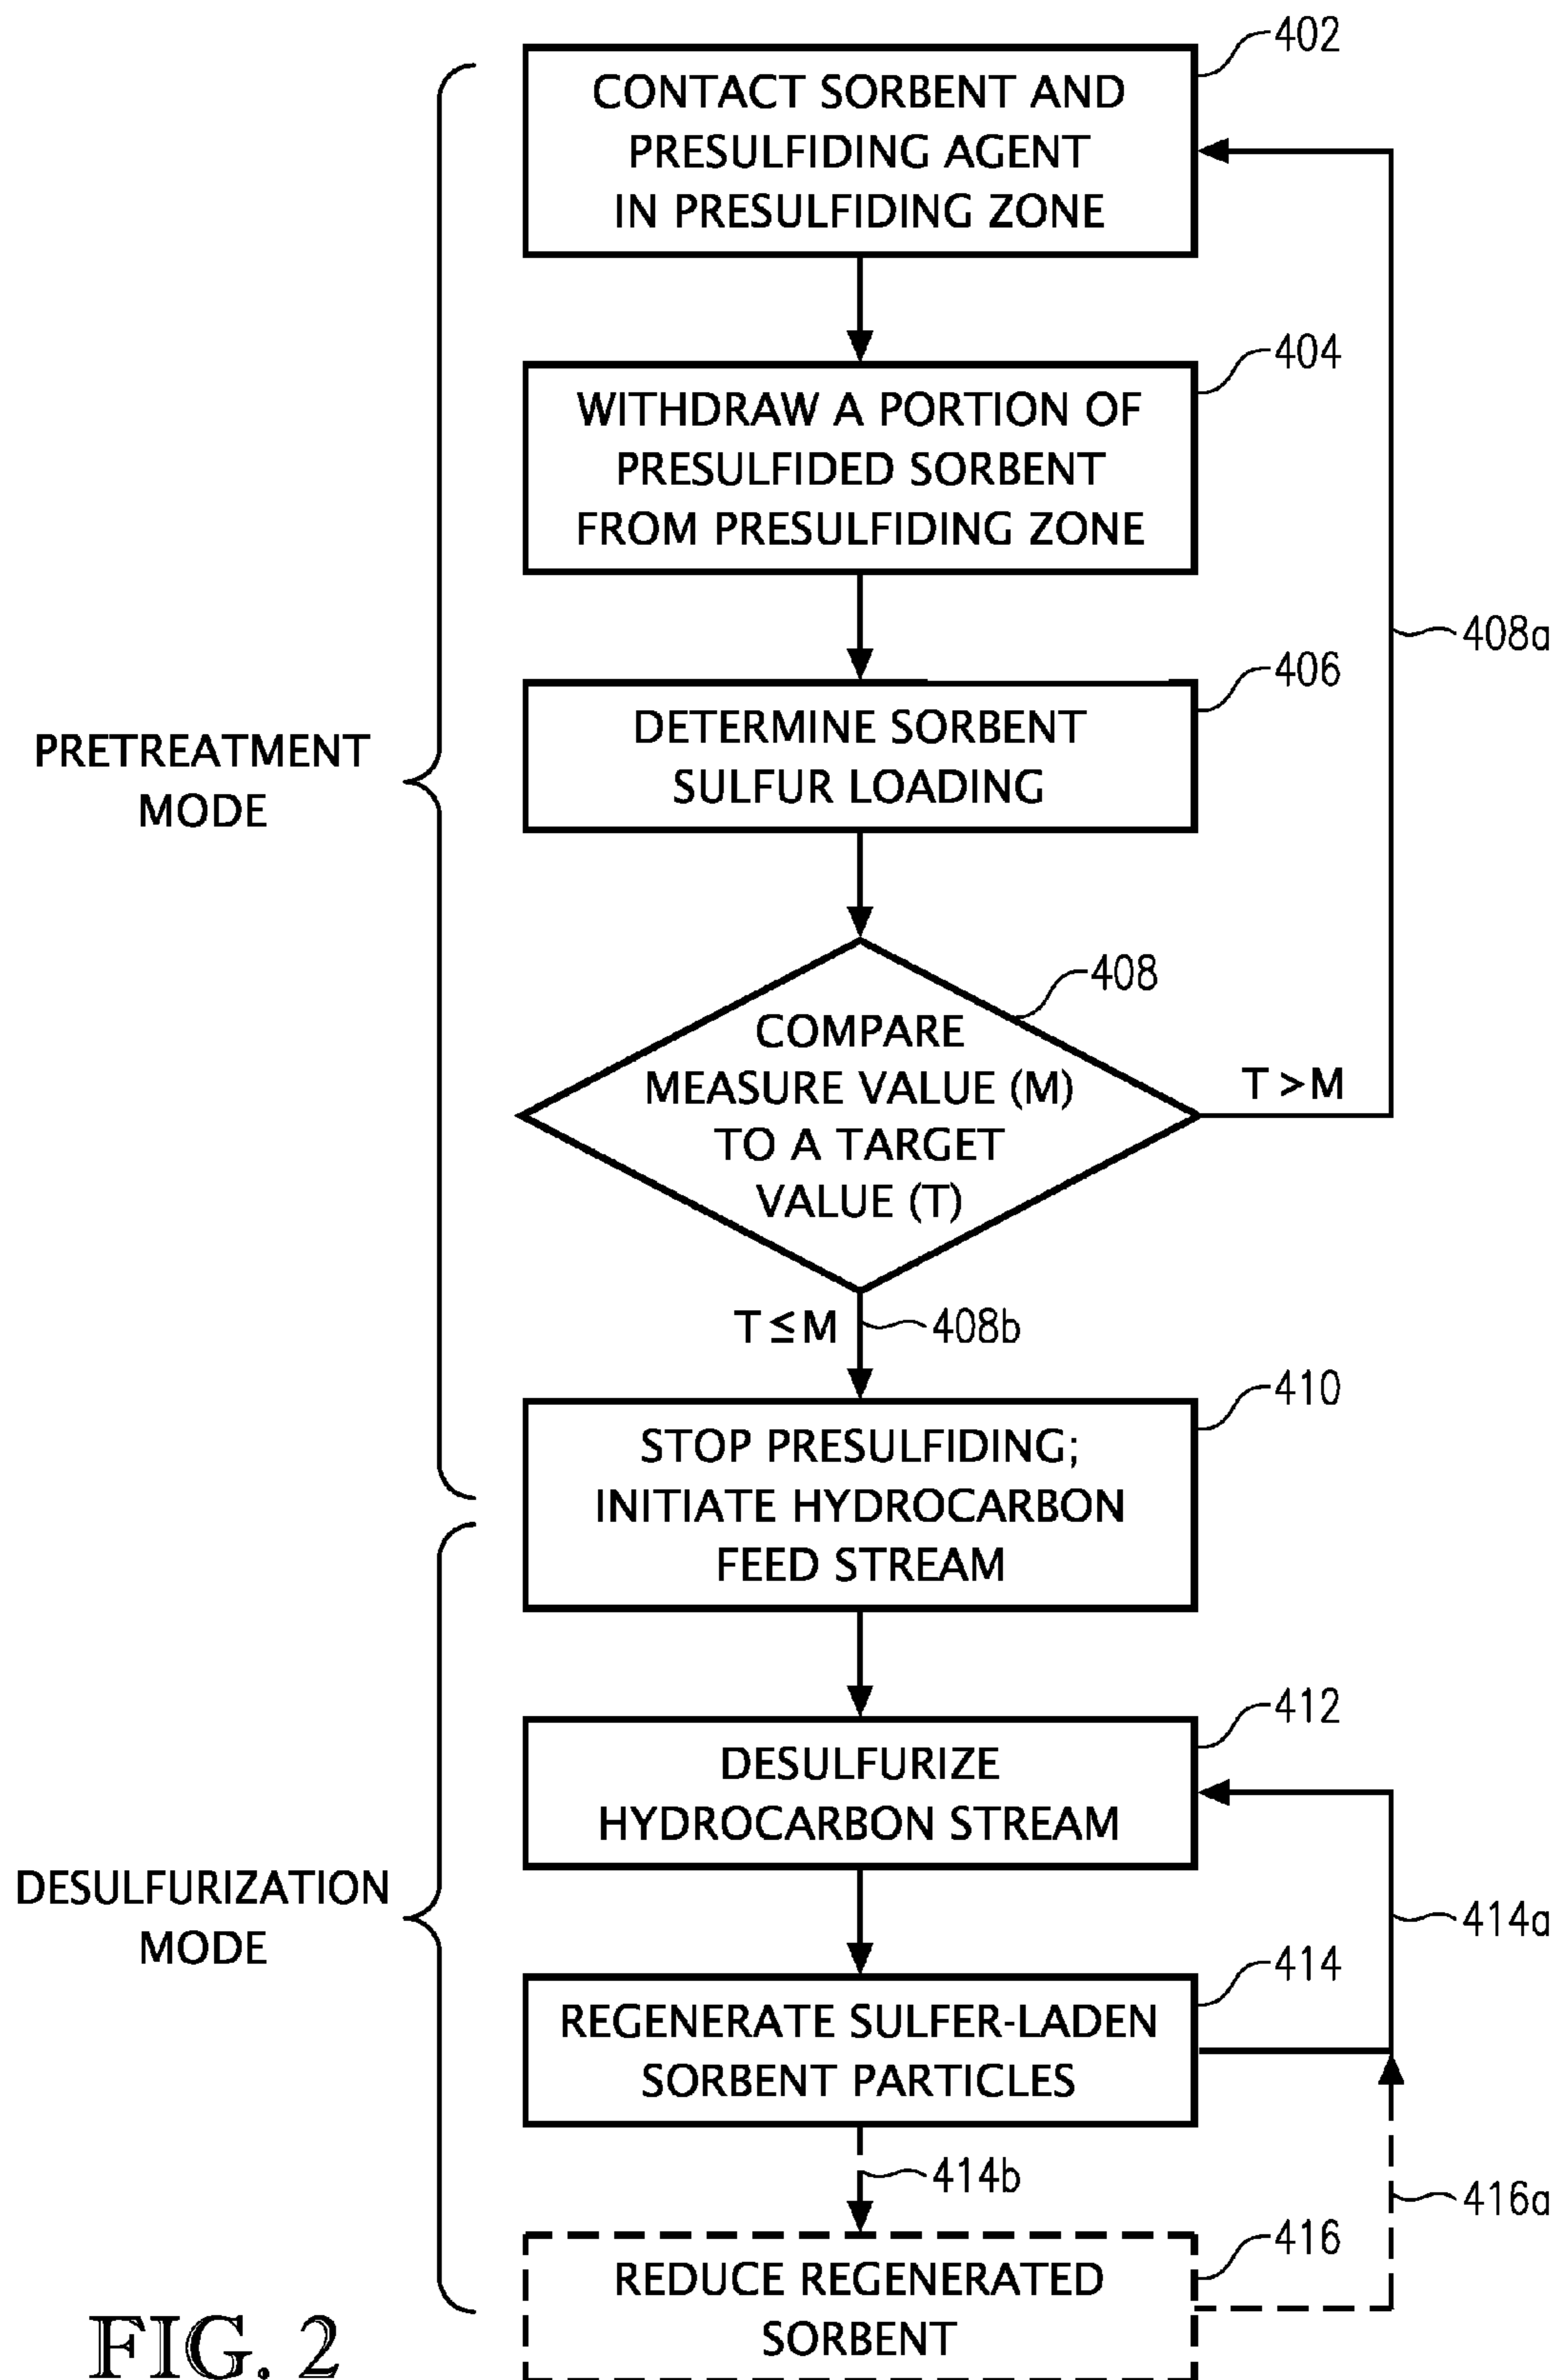 402
CONTACT SORBENT AND
PRESULFIDING AGENT
IN PRESULFIDING ZONE
404
WITHDRAW A PORTION OF
PRESULFIDED SORBENT
FROM PRESULFIDING ZONE
408a
406
DETERMINE SORBENT
SULFUR LOADING
PRETREATMENT
MODE
408
COMPARE
MEASURE VALUE (M)
TO A TARGET
VALUE (T)
T > M
T ≤ M
408b
410
STOP PRESULFIDING;
INITIATE HYDROCARBON
FEED STREAM
412
DESULFURIZE
HYDROCARBON STREAM
DESULFURIZATION
MODE
414a
414
REGENERATE SULFER-LADEN
SORBENT PARTICLES
414b
416a
416
REDUCE REGENERATED
SORBENT
FIG. 2